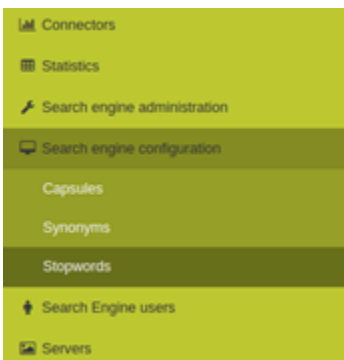 Connectors
Statistics
Search engine administration
Search engine configuration
Capsules
Synonyms
Stopwords
Search Engine users
Servers